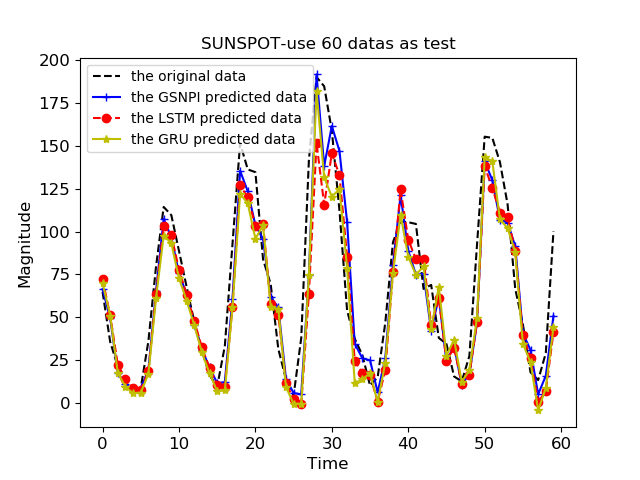 SUNSPOT-use 60 datas as test
the original data
the GSNPI predicted data
the LSTM predicted data
the GRU predicted data
Magnitude
200
175
150
125
100
75
50
25
0
0 10 20 30 40 50 60
Time